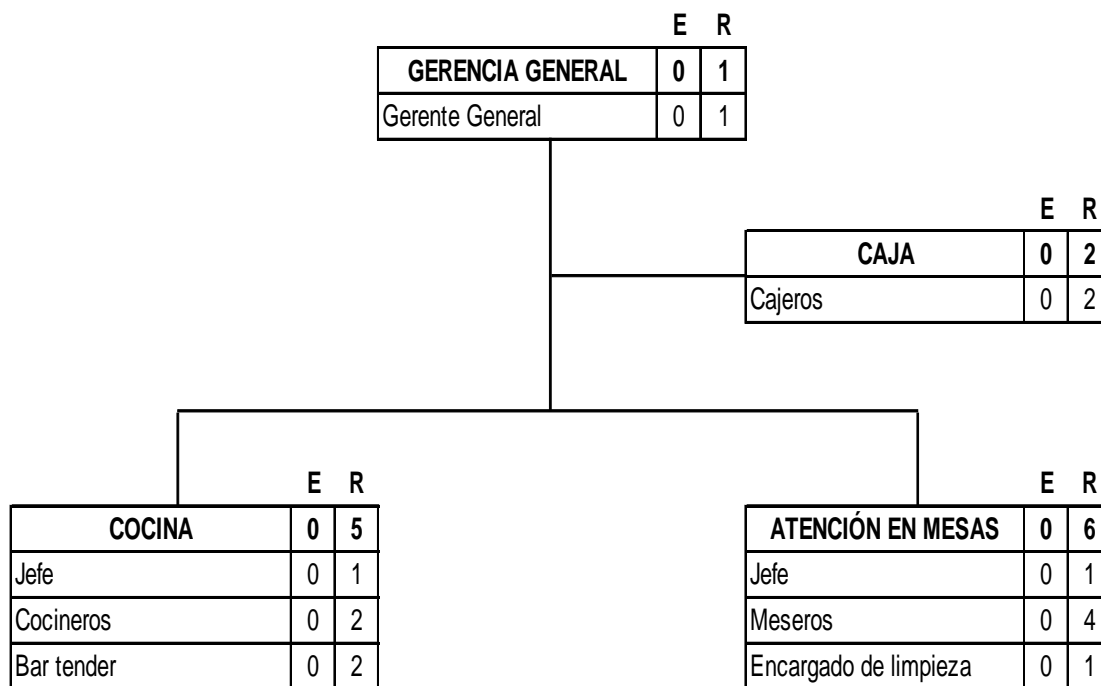 E R
GERENCIA GENERAL 0 1
Gerente General 0 1
E R
CAJA 0 2
Cajeros 0 2
E R
COCINA 0 5
Jefe 0 1
Cocineros 0 2
Bar tender 0 2
E R
ATENCIÓN EN MESAS 0 6
Jefe 0 1
Meseros 0 4
Encargado de limpieza 0 1